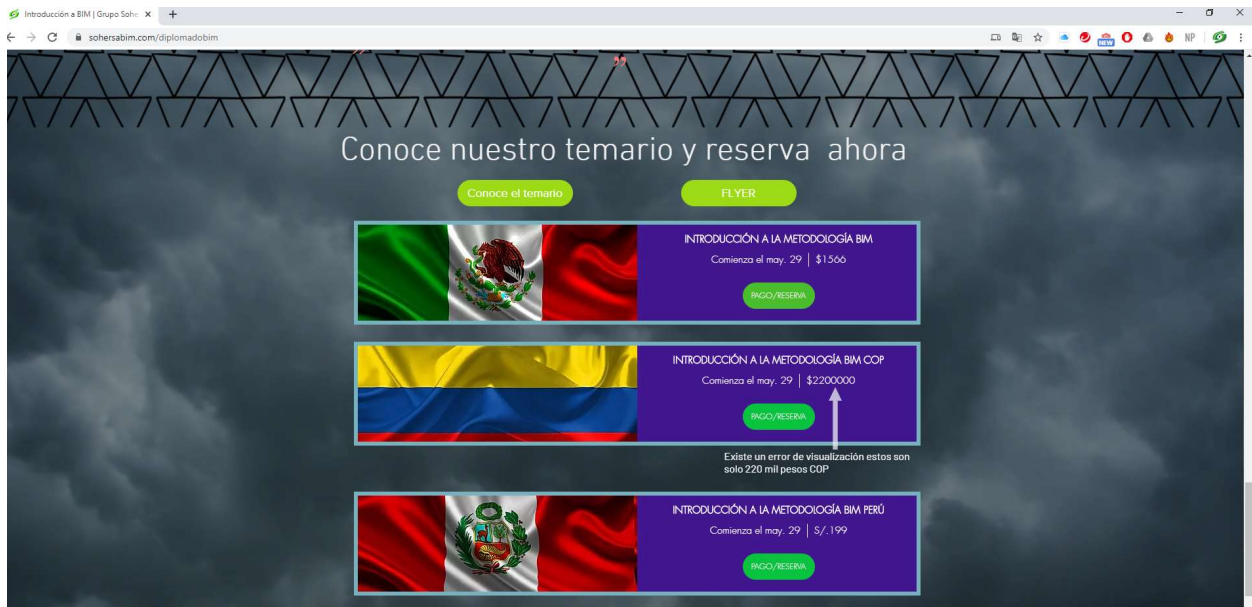 Introducción a BIM | Grupo Sohe
sohersabim.com/diplomadobim
NEW
NP
”
Conoce nuestro temario y reserva ahora
Conoce el temario
FLYER
INTRODUCCIÓN A LA METODOLOGÍA BIM
Comienza el may. 29 | $1566
PAGO/RESERVA
INTRODUCCIÓN A LA METODOLOGÍA BIM COP
Comienza el may. 29 | $2200000
PAGO/RESERVA
Existe un error de visualización estos son
solo 220 mil pesos COP
INTRODUCCIÓN A LA METODOLOGÍA BIM PERÚ
Comienza el may. 29 | S/.199
PAGO/RESERVA